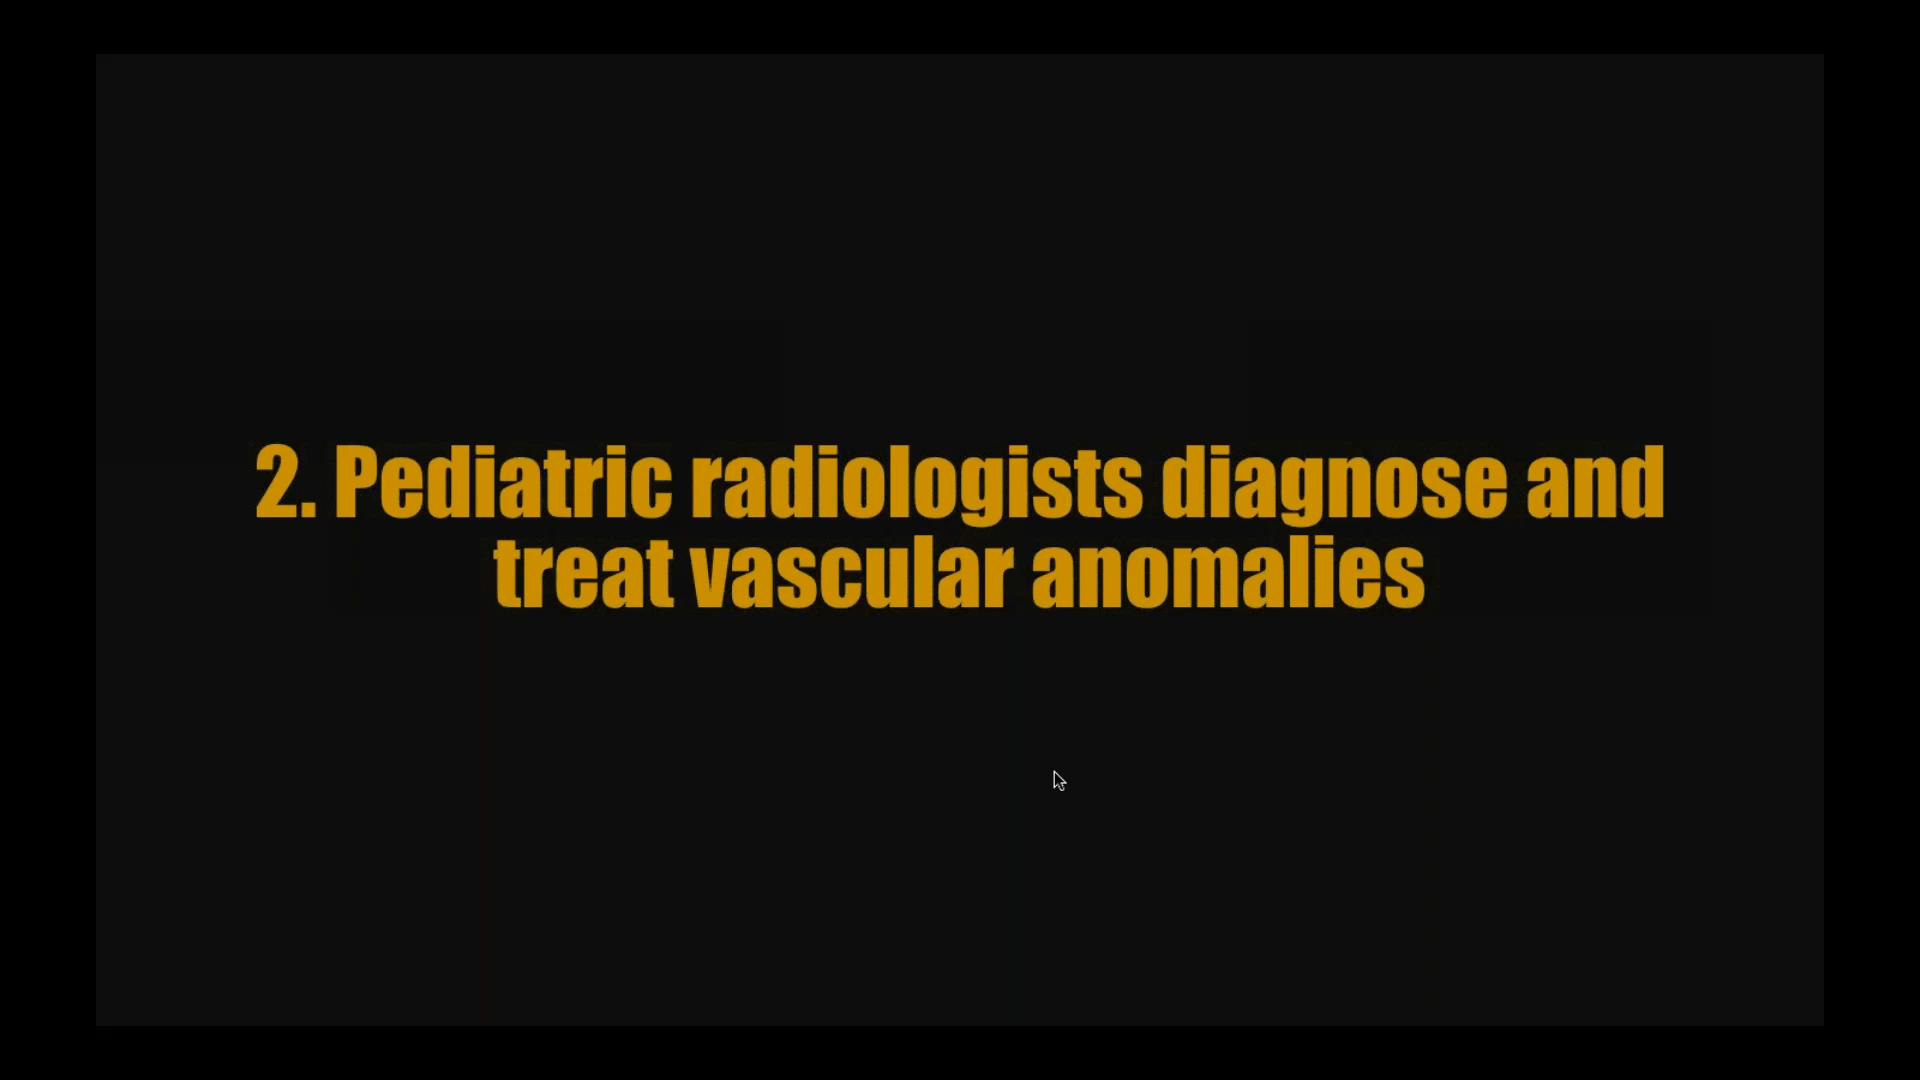 2. Pediatric radiologists diagnose and
treat vascular anomalies